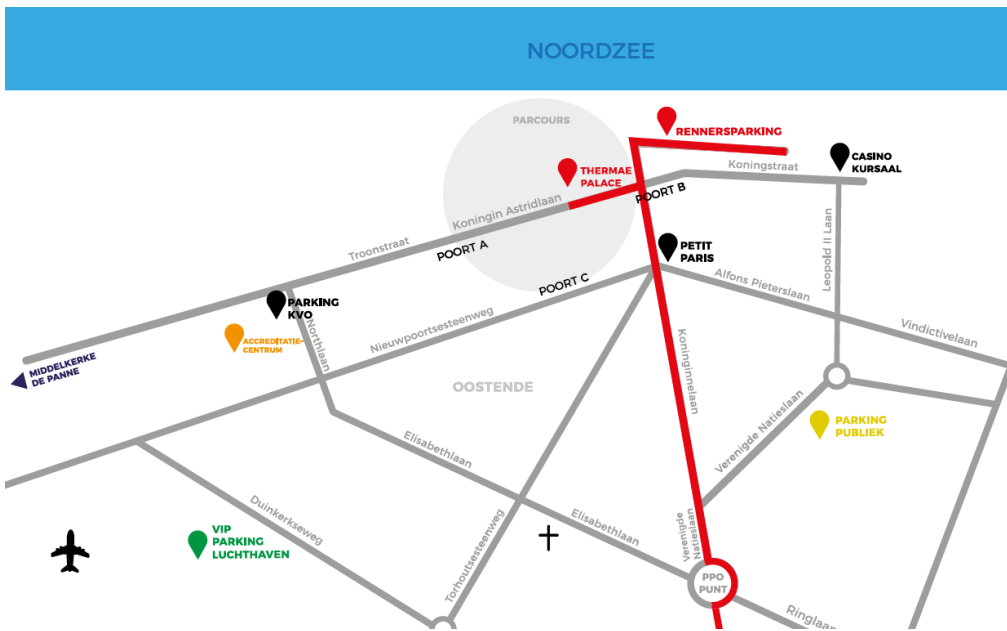 NOORDZEE
PARCOURS
RENNERSPARKING
Koningstraat
CASINO
KURSAAL
THERMAE
PALACE
POORT B
Koningin Astridlaan
Troonstraat
POORT A
PETIT
PARIS
Leopold II Laan
Alfons Pieterslaan
POORT C
PARKING
KVO
Nieuwpoortsesteenweg
Northlaan
ACCREDITATIE-
CENTRUM
Vindictivelaan
MIDDELKERKE
DE PANNE
OOSTENDE
Koninginnelaan
PARKING
PUBLIEK
Verenigde Natieslaan
Elisabethlaan
Duinkerkseweg
VIP
PARKING
LUCHTHAVEN
Torhoutsesteenweg
Elisabethlaan
Verenigde
Natieslaan
PPO
PUNT
Ringlaan